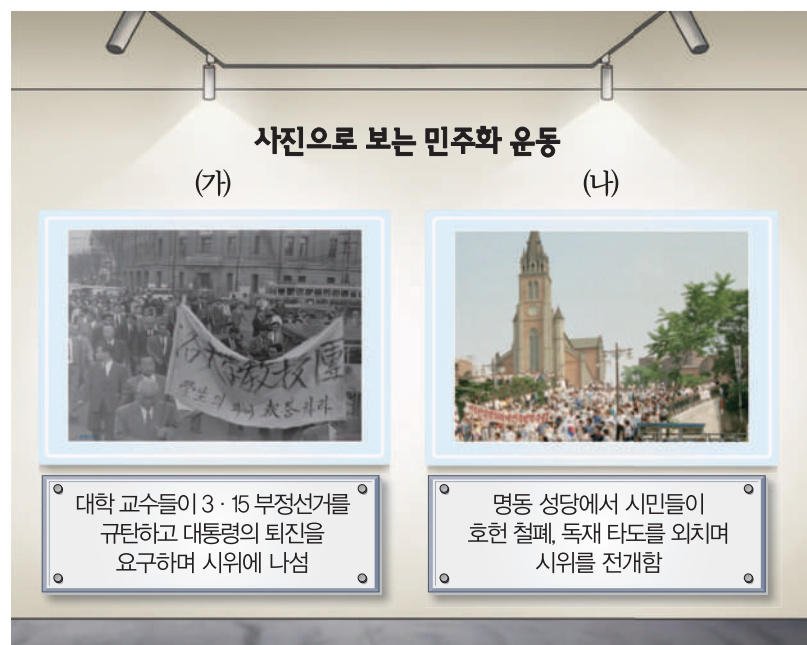 사진으로 보는 민주화 운동
(가)
各大學敎授團
學生의 피에 報答하라
대학 교수들이 3·15 부정선거를
규탄하고 대통령의 퇴진을
요구하며 시위에 나섬
(나)
명동 성당에서 시민들이
호헌 철폐, 독재 타도를 외치며
시위를 전개함